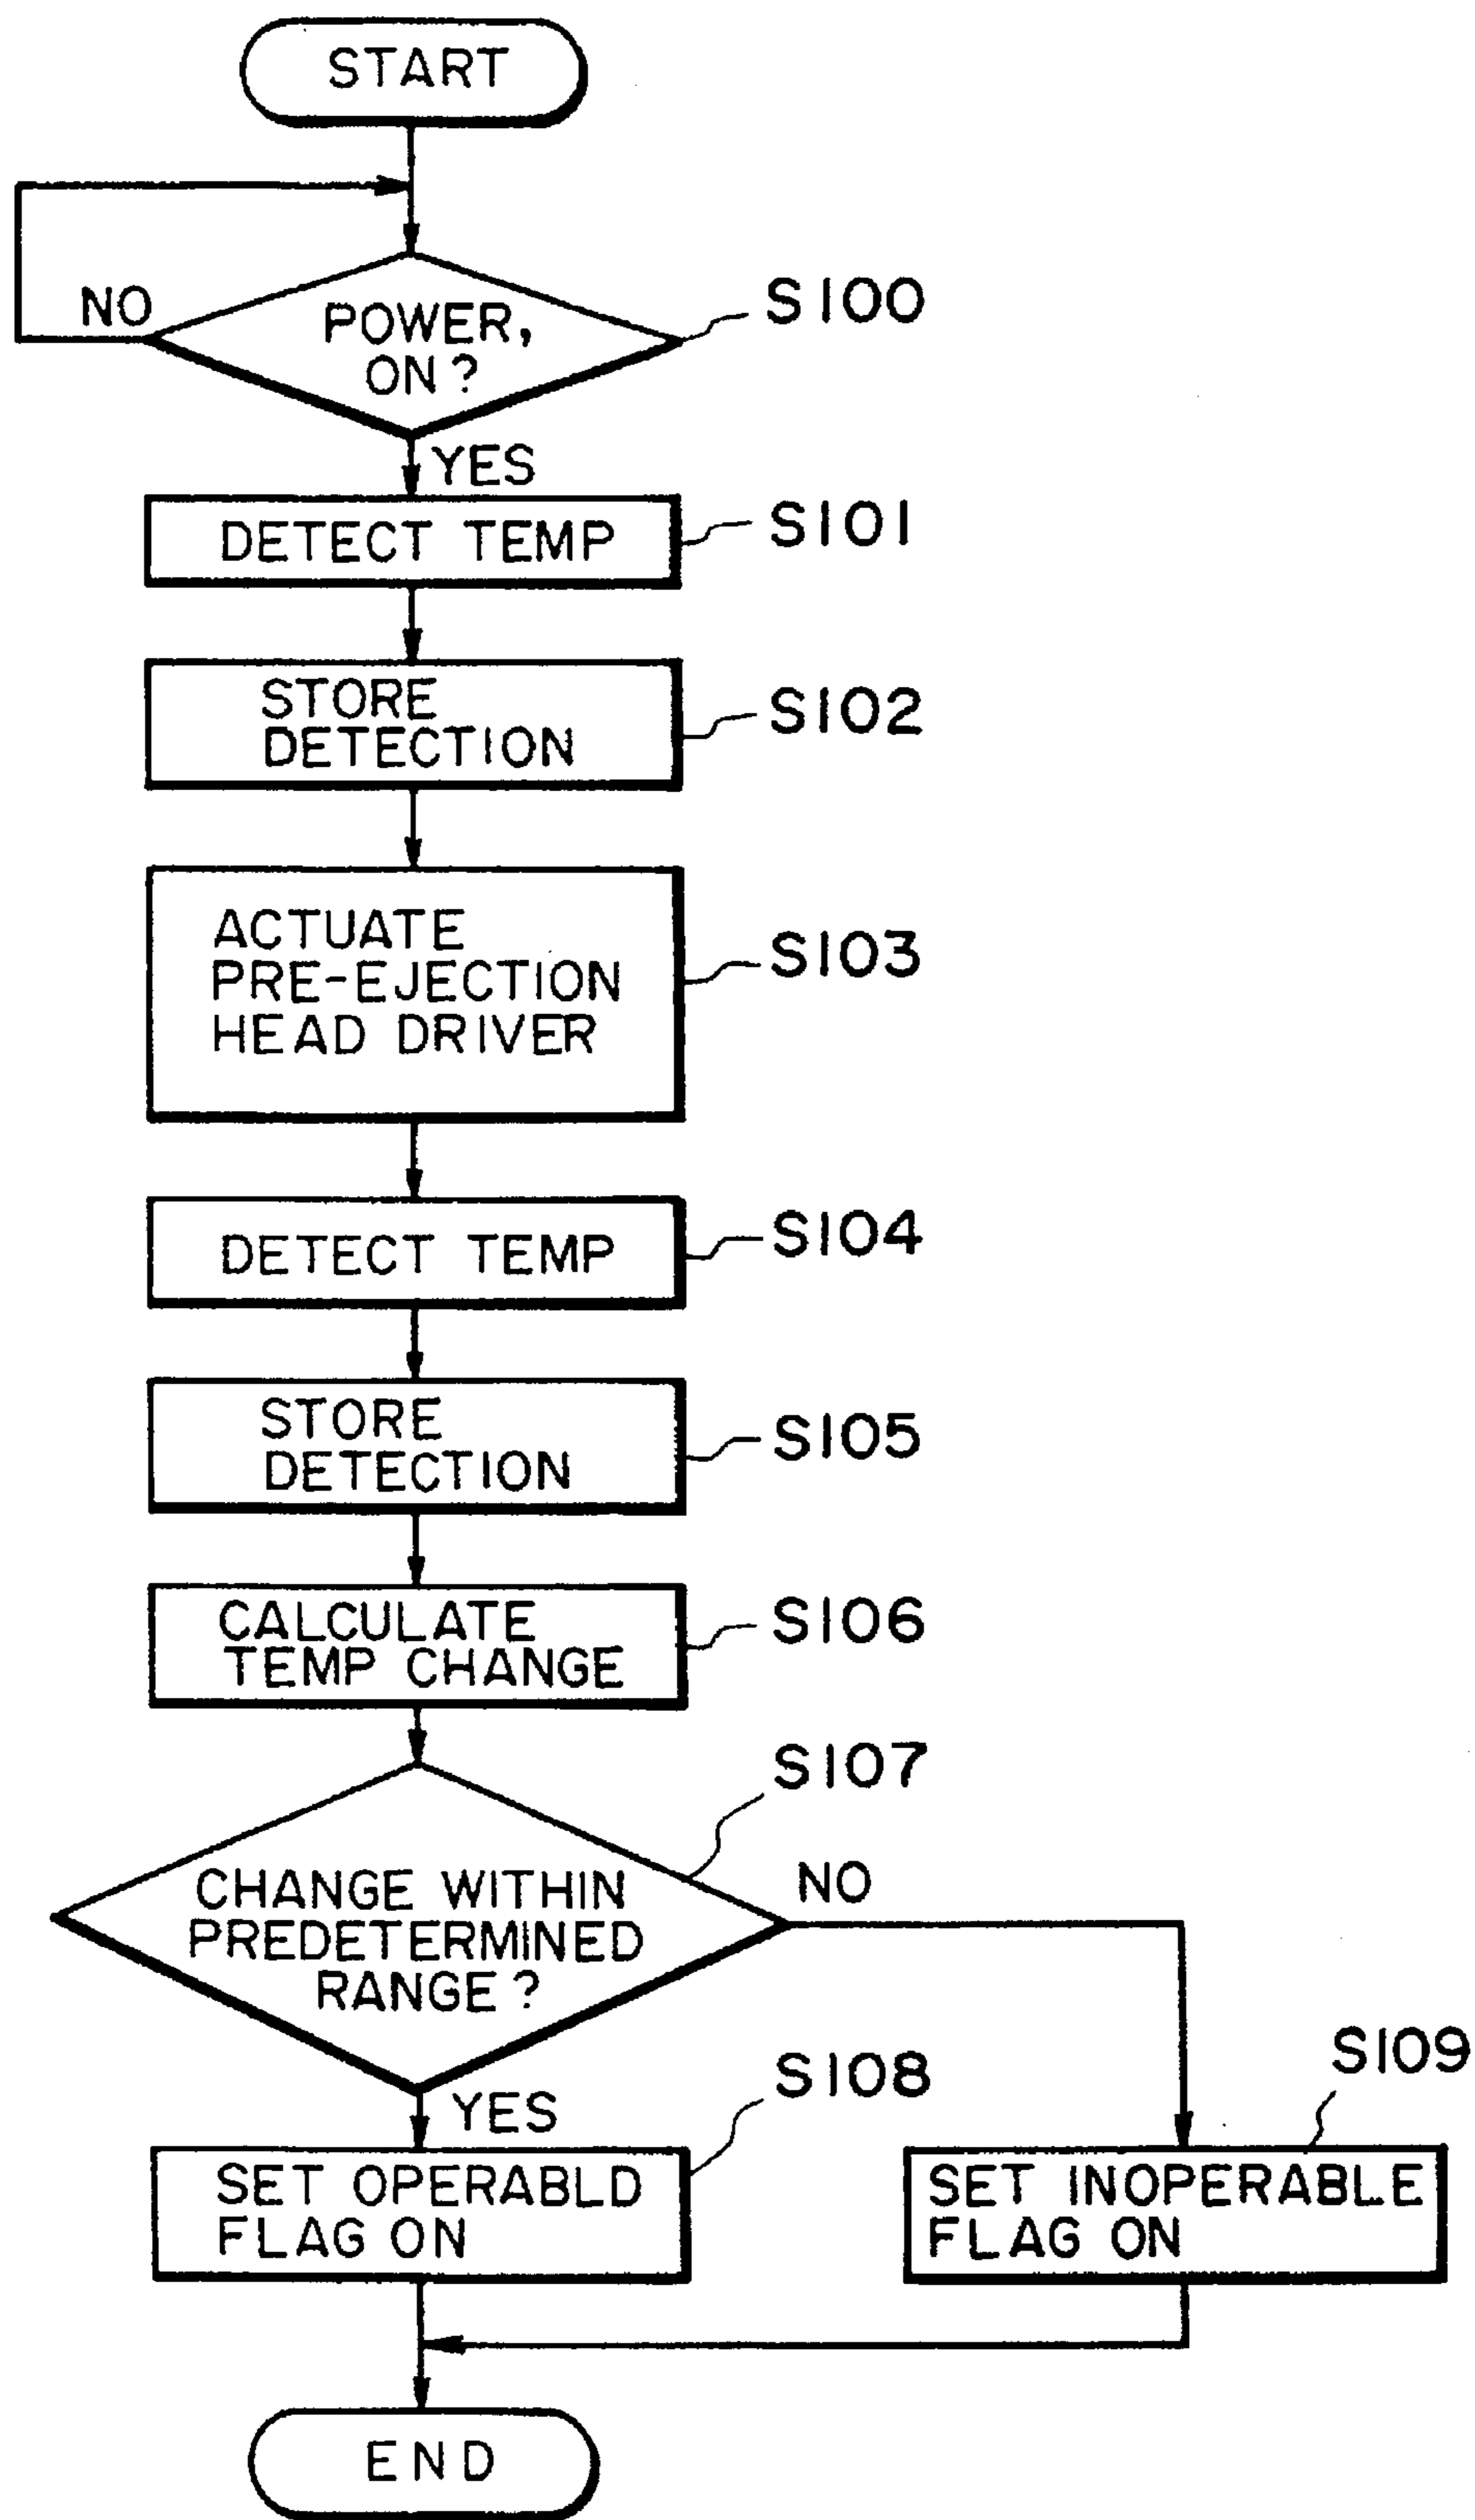 START
NO
POWER,
ON?
S100
YES
DETECT TEMP
S101
STORE
DETECTION
S102
ACTUATE
PRE-EJECTION
HEAD DRIVER
S103
DETECT TEMP
S104
STORE
DETECTION
S105
CALCULATE
TEMP CHANGE
S106
S107
CHANGE WITHIN
PREDETERMINED
RANGE?
NO
YES
S108
S109
SET OPERABLD
FLAG ON
SET INOPERABLE
FLAG ON
END